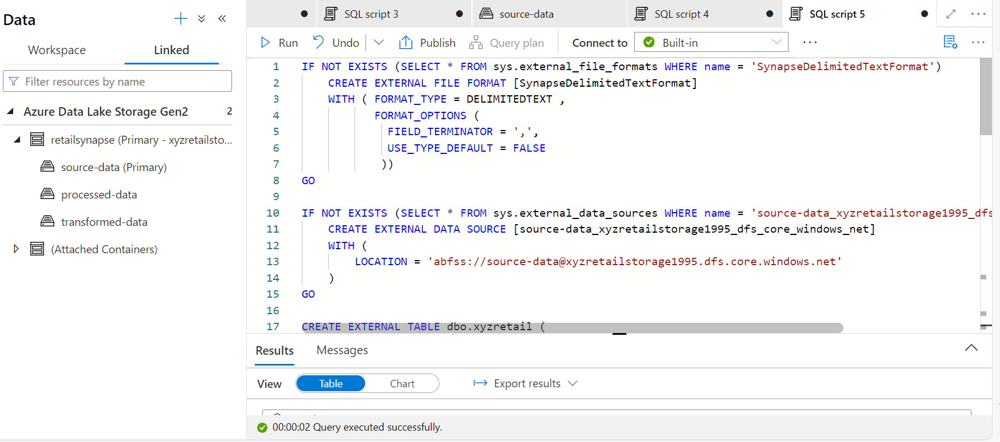 Data
Workspace
Linked
Filter resources by name
Azure Data Lake Storage Gen2
2
retailsynapse (Primary - xyzretailsto...
source-data (Primary)
processed-data
transformed-data
(Attached Containers)
SQL script 3
source-data
SQL script 4
SQL script 5
Run
Undo
Publish
Query plan
Connect to
Built-in
1 IF NOT EXISTS (SELECT * FROM sys.external_file_formats WHERE name = 'SynapseDelimitedTextFormat')
2 CREATE EXTERNAL FILE FORMAT [SynapseDelimitedTextFormat]
3 WITH ( FORMAT_TYPE = DELIMITEDTEXT ,
4 FORMAT_OPTIONS (
5 FIELD_TERMINATOR = ',',
6 USE_TYPE_DEFAULT = FALSE
7 ))
8 GO
9
10 IF NOT EXISTS (SELECT * FROM sys.external_data_sources WHERE name = 'source-data_xyzretailstorage1995_dfs
11 CREATE EXTERNAL DATA SOURCE [source-data_xyzretailstorage1995_dfs_core_windows_net]
12 WITH (
13 LOCATION = 'abfss://source-data@xyzretailstorage1995.dfs.core.windows.net'
14 )
15 GO
16
17 CREATE EXTERNAL TABLE dbo.xyzretail (
Results
Messages
View
Table
Chart
Export results
00:00:02 Query executed successfully.